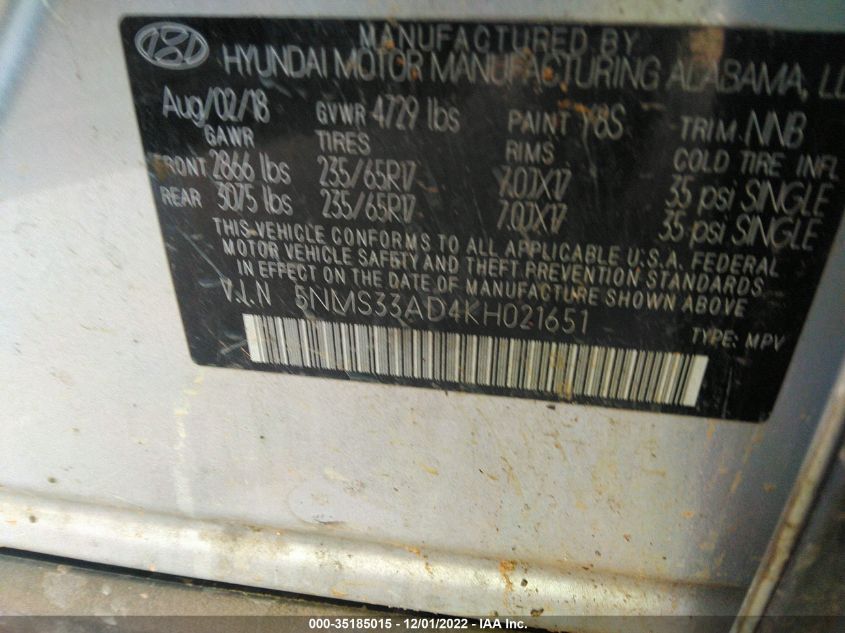 MANUFACTURED BY
HYUNDAI MOTOR MANUFACTURING ALABAMA,
Aug/02/18 GVWR 4729 lbs PAINT Y8S TRIM NNB
GAWR TIRES RIMS COLD TIRE INFL
FRONT 2866 lbs 235/65R17 7.0JX17 35 psi SINGLE
REAR 3075 lbs 235/65R17 7.0JX17 35 psi SINGLE
THIS VEHICLE CONFORMS TO ALL APPLICABLE U.S.A. FEDERAL
MOTOR VEHICLE SAFETY AND THEFT PREVENTION STANDARDS
IN EFFECT ON THE DATE OF MANUFACTURE SHOWN ABOVE
V.I.N 5NMS33AD4KH021651
TYPE: MPV
000-35185015 - 12/01/2022 - IAA Inc.